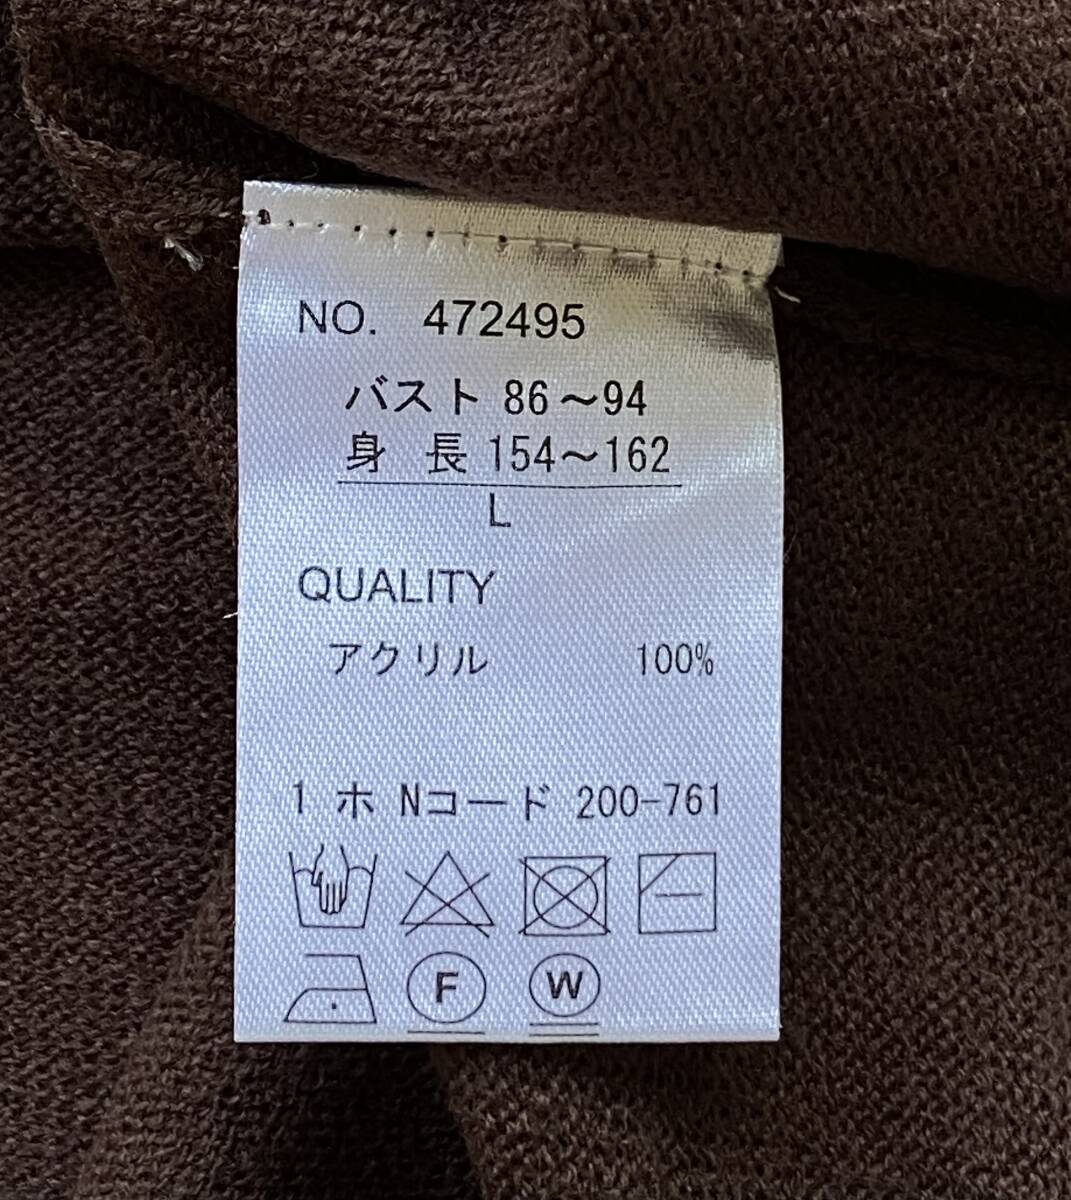 NO. 472495
バスト 86～94
身 長 154～162
L
QUALITY
アクリル 100%
1 ホ Nコード 200-761
F W